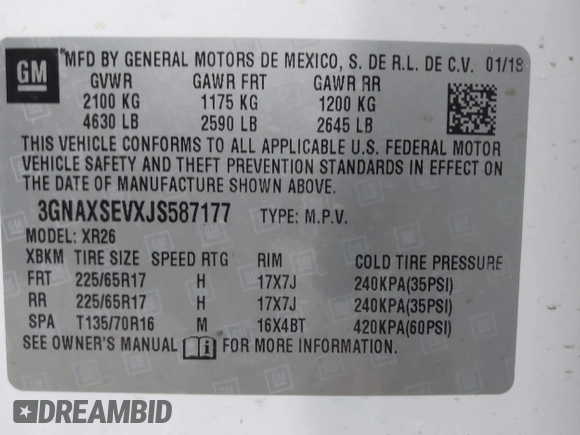 GM
MFD BY GENERAL MOTORS DE MEXICO, S. DE R.L. DE C.V. 01/18
GVWR GAWR FRT GAWR RR
2100 KG 1175 KG 1200 KG
4630 LB 2590 LB 2645 LB
THIS VEHICLE CONFORMS TO ALL APPLICABLE U.S. FEDERAL MOTOR
VEHICLE SAFETY AND THEFT PREVENTION STANDARDS IN EFFECT ON
THE DATE OF MANUFACTURE SHOWN ABOVE.
3GNAXSEVXJS587177 TYPE: M.P.V.
MODEL: XR26
XBKM TIRE SIZE SPEED RTG RIM COLD TIRE PRESSURE
FRT 225/65R17 H 17X7J 240KPA(35PSI)
RR 225/65R17 H 17X7J 240KPA(35PSI)
SPA T135/70R16 M 16X4BT 420KPA(60PSI)
SEE OWNER'S MANUAL FOR MORE INFORMATION.
DREAMBID